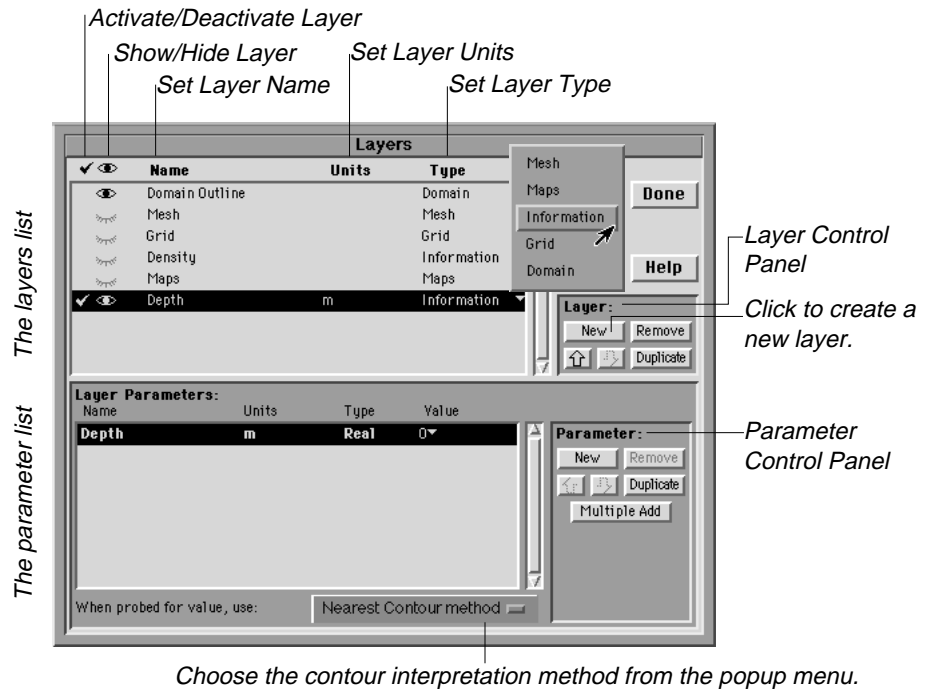 Activate/Deactivate Layer
Show/Hide Layer
Set Layer Units
Set Layer Name
Set Layer Type
Layers
Name Units Type
Domain Outline Domain
Mesh Mesh
Grid Grid
Density Information
Maps Maps
Depth m Information
Mesh
Maps
Information
Grid
Domain
Done
Help
Layer:
New Remove
Duplicate
Layer Control
Panel
Click to create a
new layer.
The layers list
Layer Parameters:
Name Units Type Value
Depth m Real 0
Parameter:
New Remove
Duplicate
Multiple Add
Parameter
Control Panel
The parameter list
When probed for value, use: Nearest Contour method
Choose the contour interpretation method from the popup menu.